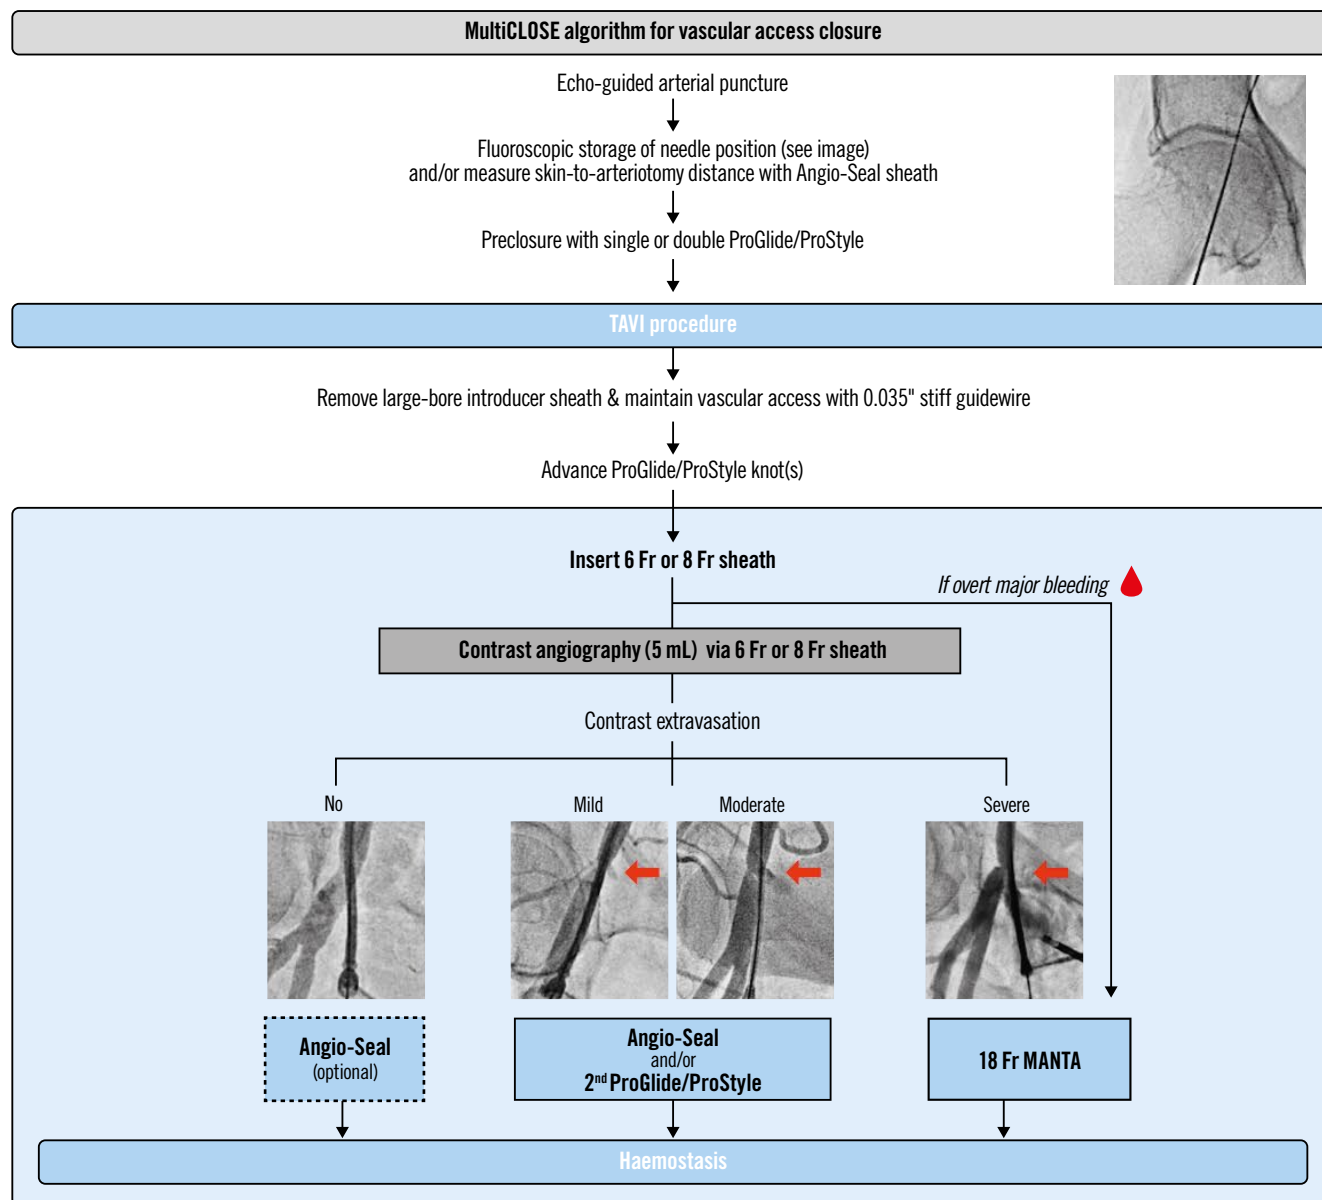 MultiCLOSE algorithm for vascular access closure
Echo-guided arterial puncture
Fluoroscopic storage of needle position (see image)
and/or measure skin-to-arteriotomy distance with Angio-Seal sheath
Preclosure with single or double ProGlide/ProStyle
TAVI procedure
Remove large-bore introducer sheath & maintain vascular access with 0.035" stiff guidewire
Advance ProGlide/ProStyle knot(s)
Insert 6 Fr or 8 Fr sheath
If overt major bleeding
Contrast angiography (5 mL) via 6 Fr or 8 Fr sheath
Contrast extravasation
No
Mild
Moderate
Severe
Angio-Seal
(optional)
Angio-Seal
and/or
2nd ProGlide/ProStyle
18 Fr MANTA
Haemostasis